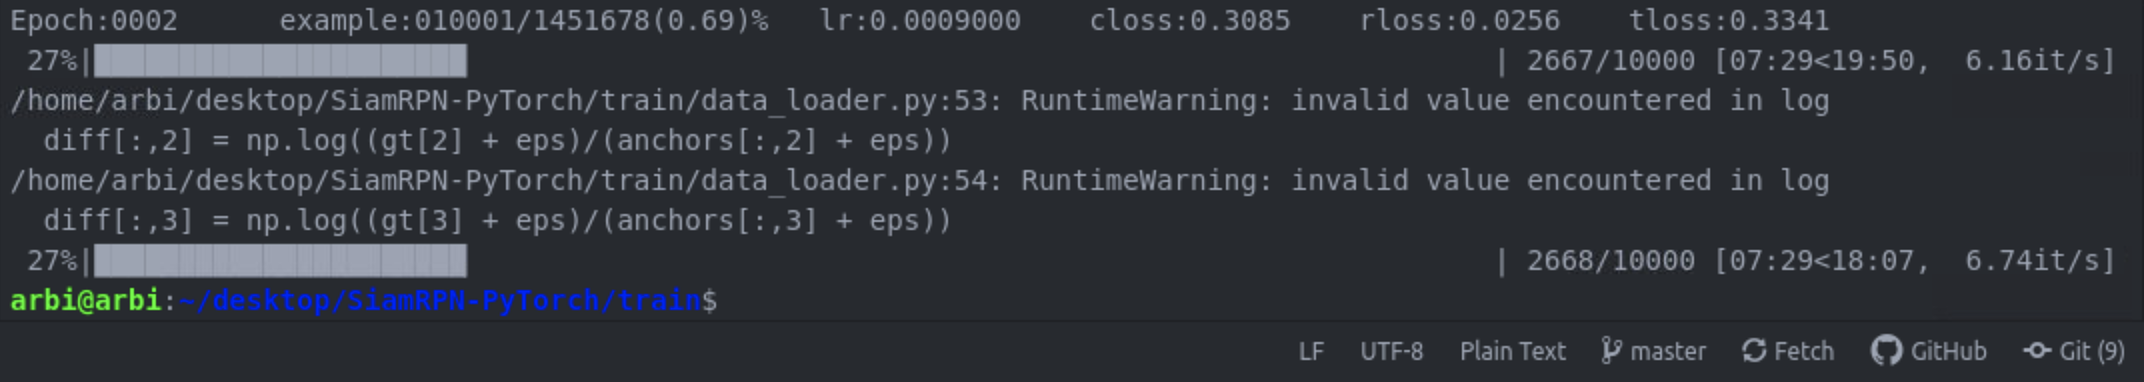 Epoch:0002      example:010001/1451678(0.69)%   lr:0.0009000    closs:0.3085    rloss:0.0256    tloss:0.3341
27%| | 2667/10000 [07:29<19:50,  6.16it/s]
/home/arbi/desktop/SiamRPN-PyTorch/train/data_loader.py:53: RuntimeWarning: invalid value encountered in log
  diff[:,2] = np.log((gt[2] + eps)/(anchors[:,2] + eps))
/home/arbi/desktop/SiamRPN-PyTorch/train/data_loader.py:54: RuntimeWarning: invalid value encountered in log
  diff[:,3] = np.log((gt[3] + eps)/(anchors[:,3] + eps))
27%| | 2668/10000 [07:29<18:07,  6.74it/s]
arbi@arbi:~/desktop/SiamRPN-PyTorch/train$
LF UTF-8 Plain Text master Fetch GitHub Git (9)